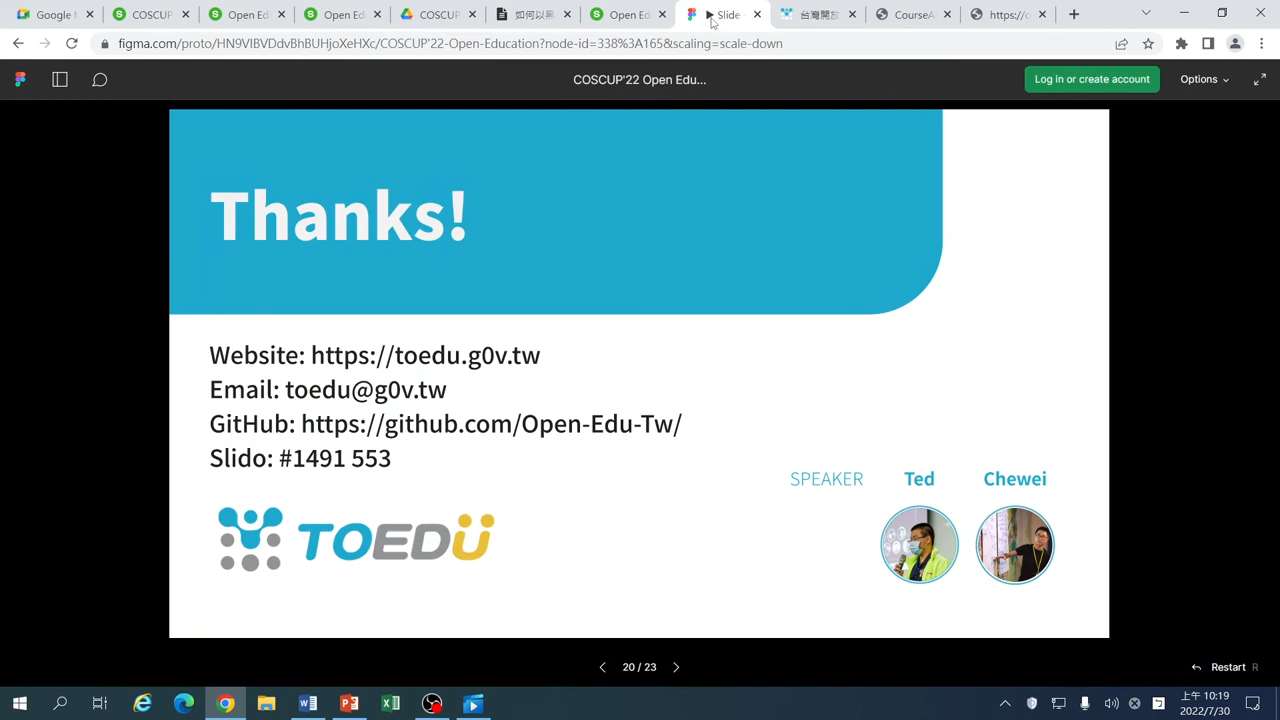 Google M
COSCUP
Open Ed
Open Ed
COSCUP
如何以
Open Ed
Slide -
台灣開放
CourseA
https://c
figma.com/proto/HN9VIBVDdvBhBUHjoXeHXc/COSCUP'22-Open-Education?node-id=338%3A165&scaling=scale-down
COSCUP'22 Open Edu...
Log in or create account
Options
Thanks!
Website: https://toedu.g0v.tw
Email: toedu@g0v.tw
GitHub: https://github.com/Open-Edu-Tw/
Slido: #1491 553
SPEAKER Ted Chewei
TOEDU
20 / 23
Restart R
上午 10:19
2022/7/30